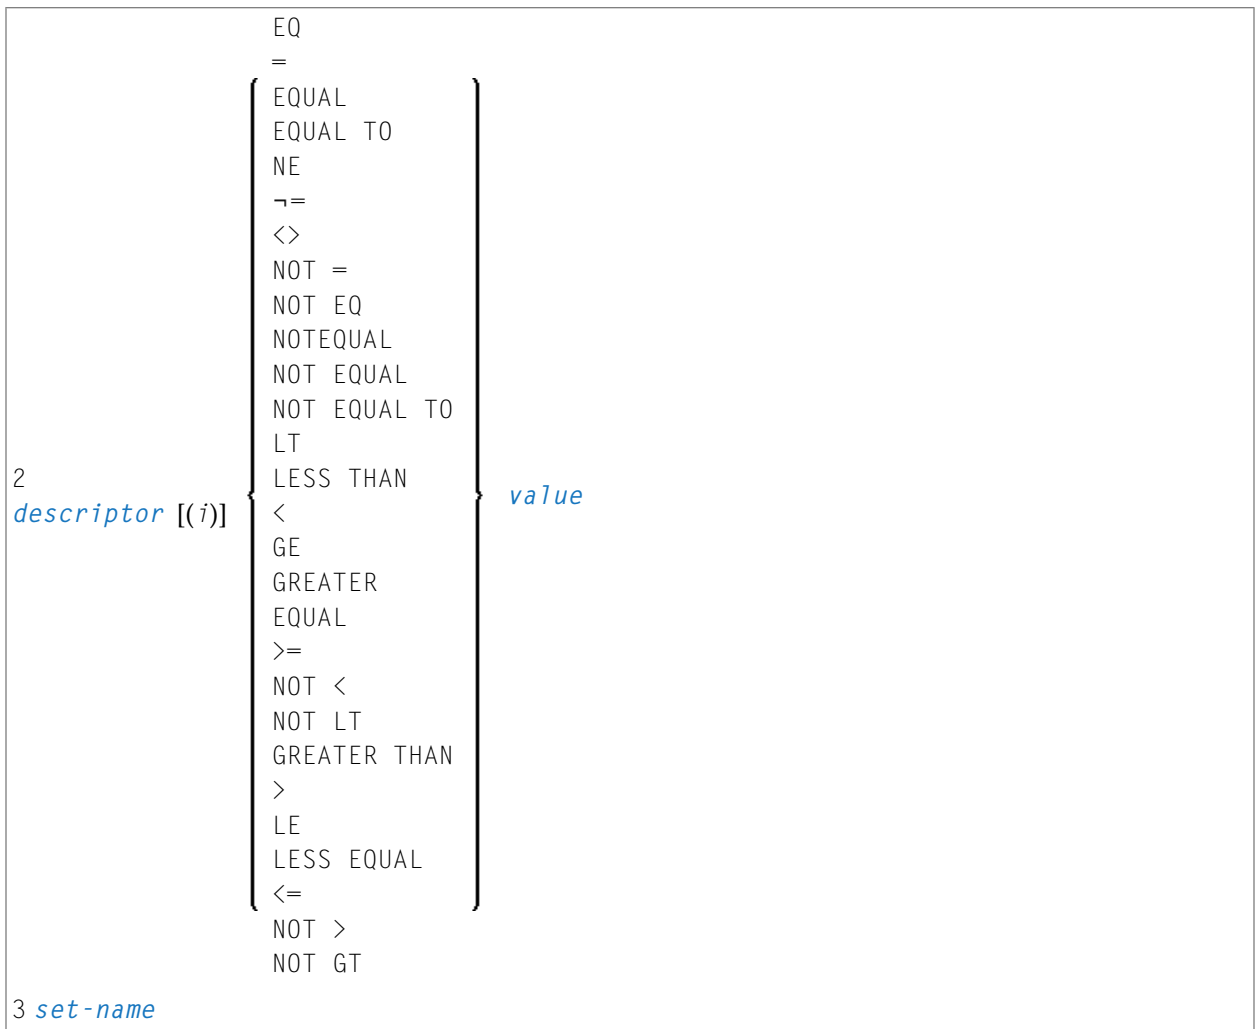 EQ
=
EQUAL
EQUAL TO
NE
¬=
<>
NOT =
NOT EQ
NOTEQUAL
NOT EQUAL
NOT EQUAL TO
LT
2 LESS THAN
descriptor [(i)] < value
GE
GREATER
EQUAL
>=
NOT <
NOT LT
GREATER THAN
>
LE
LESS EQUAL
<=
NOT >
NOT GT
3 set-name